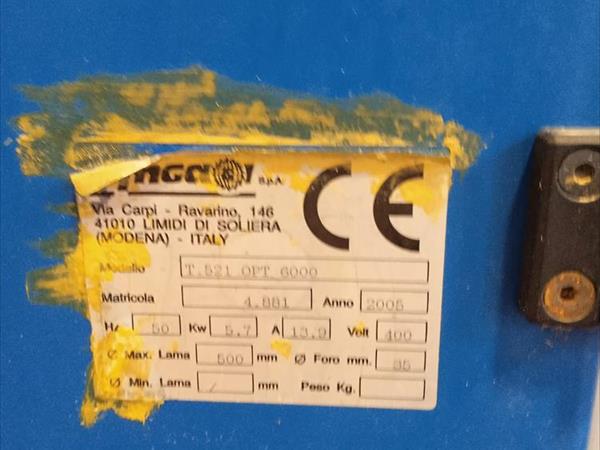 S.p.A.
Via Carpi - Ravarino, 146
41010 LIMIDI DI SOLIERA
(MODENA) - ITALY
CE
Modello T.521 OPT 6000
Matricola 4.881 Anno 2005
Hz 50 Kw 5.7 A 13.9 Volt 400
Ø Max. Lama 500 mm Ø Foro mm. 35
Ø Min. Lama / mm Peso Kg.